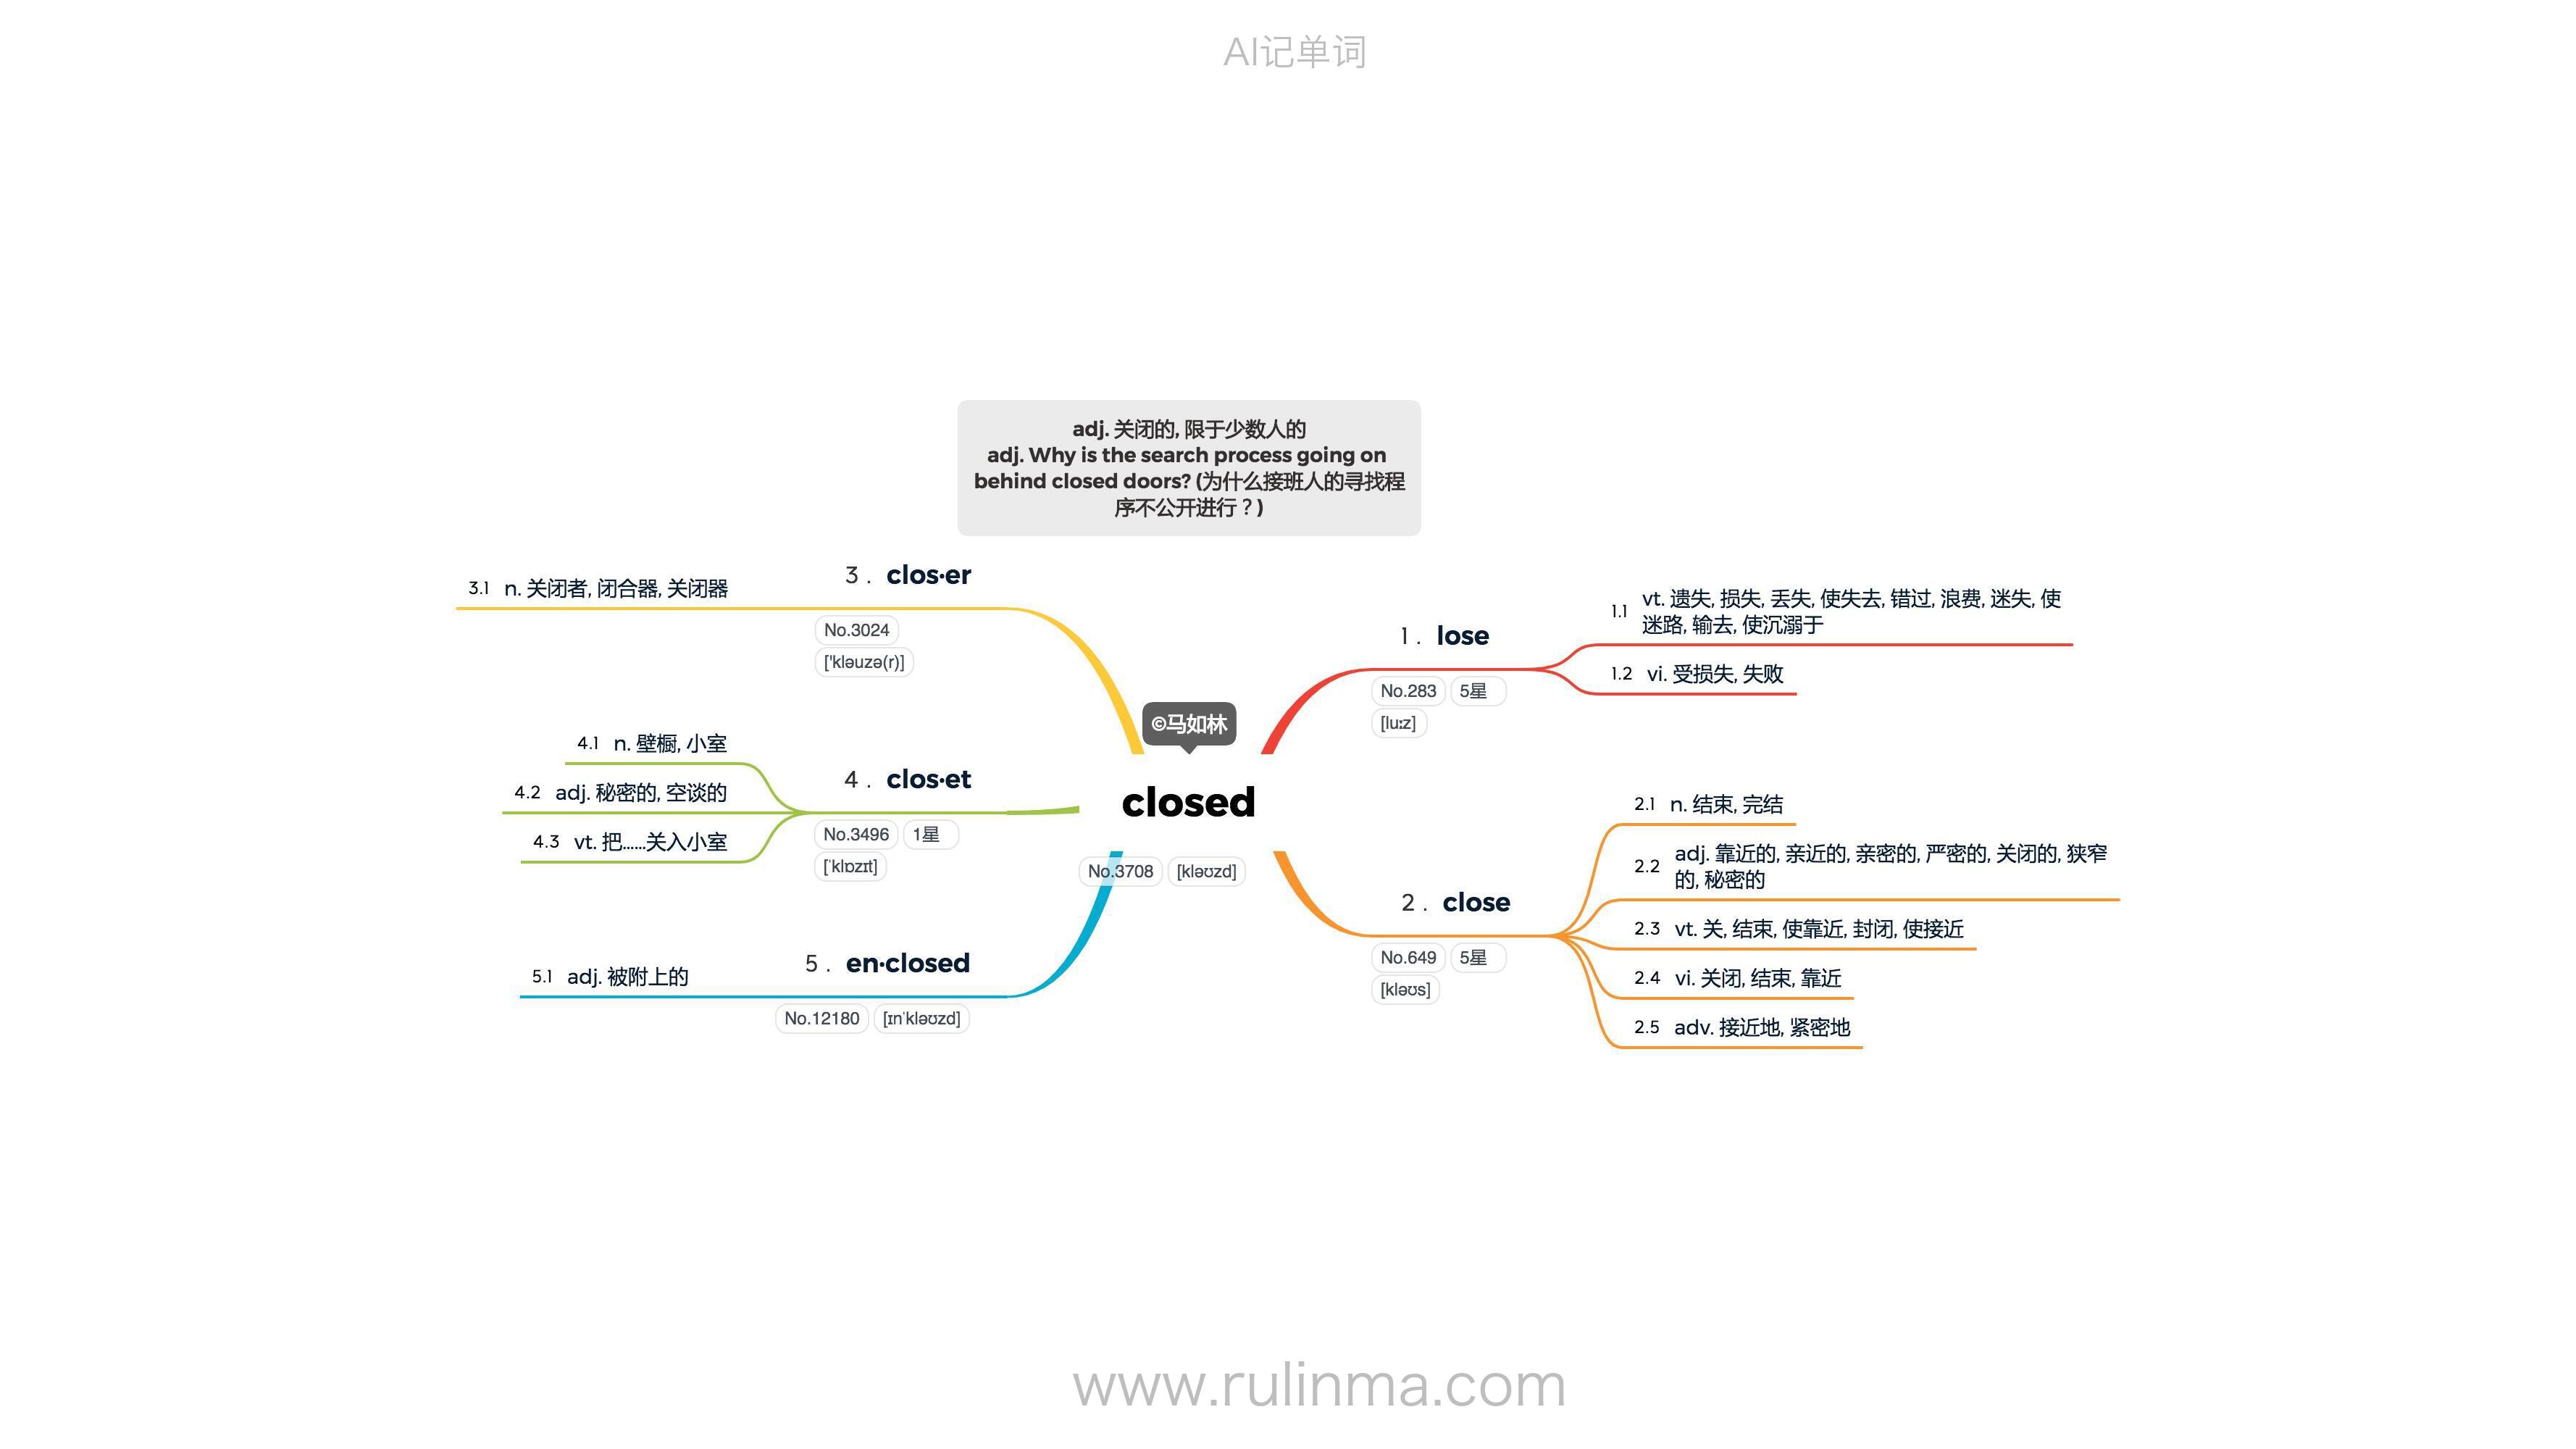 AI记单词
adj. 关闭的, 限于少数人的
adj. Why is the search process going on
behind closed doors? (为什么接班人的寻找程
序不公开进行？)
©马如林
closed
No.3708 [kləʊzd]
1 . lose
No.283 5星
[luːz]
1.1 vt. 遗失, 损失, 丢失, 使失去, 错过, 浪费, 迷失, 使
迷路, 输去, 使沉溺于
1.2 vi. 受损失, 失败
2 . close
No.649 5星
[kləʊs]
2.1 n. 结束, 完结
2.2 adj. 靠近的, 亲近的, 亲密的, 严密的, 关闭的, 狭窄
的, 秘密的
2.3 vt. 关, 结束, 使靠近, 封闭, 使接近
2.4 vi. 关闭, 结束, 靠近
2.5 adv. 接近地, 紧密地
3 . clos·er
No.3024
['kləuzə(r)]
3.1 n. 关闭者, 闭合器, 关闭器
4 . clos·et
No.3496 1星
[ˈklɒzɪt]
4.1 n. 壁橱, 小室
4.2 adj. 秘密的, 空谈的
4.3 vt. 把......关入小室
5 . en·closed
No.12180 [ɪnˈkləʊzd]
5.1 adj. 被附上的
www.rulinma.com